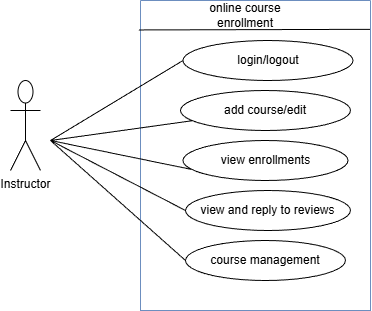 online course
enrollment
login/logout
add course/edit
view enrollments
view and reply to reviews
course management
Instructor